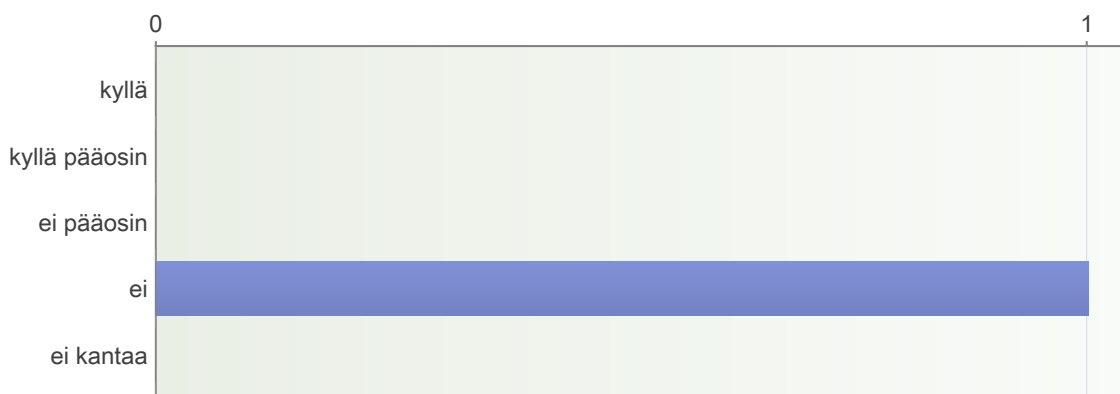 0 1
kyllä
kyllä pääosin
ei pääosin
ei
ei kantaa